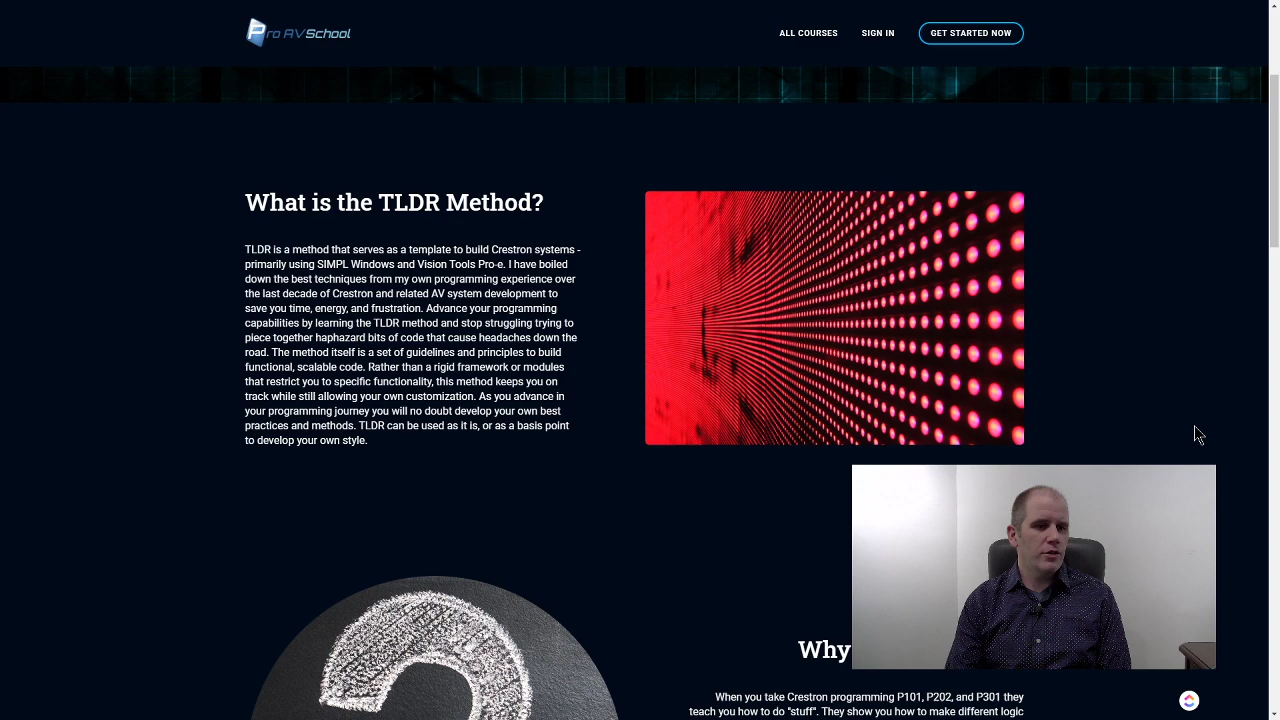 Pro AVSchool
ALL COURSES
SIGN IN
GET STARTED NOW
What is the TLDR Method?
TLDR is a method that serves as a template to build Crestron systems -
primarily using SIMPL Windows and Vision Tools Pro-e. I have boiled
down the best techniques from my own programming experience over
the last decade of Crestron and related AV system development to
save you time, energy, and frustration. Advance your programming
capabilities by learning the TLDR method and stop struggling trying to
piece together haphazard bits of code that cause headaches down the
road. The method itself is a set of guidelines and principles to build
functional, scalable code. Rather than a rigid framework or modules
that restrict you to specific functionality, this method keeps you on
track while still allowing your own customization. As you advance in
your programming journey you will no doubt develop your own best
practices and methods. TLDR can be used as it is, or as a basis point
to develop your own style.
Why
When you take Crestron programming P101, P202, and P301 they
teach you how to do "stuff". They show you how to make different logic